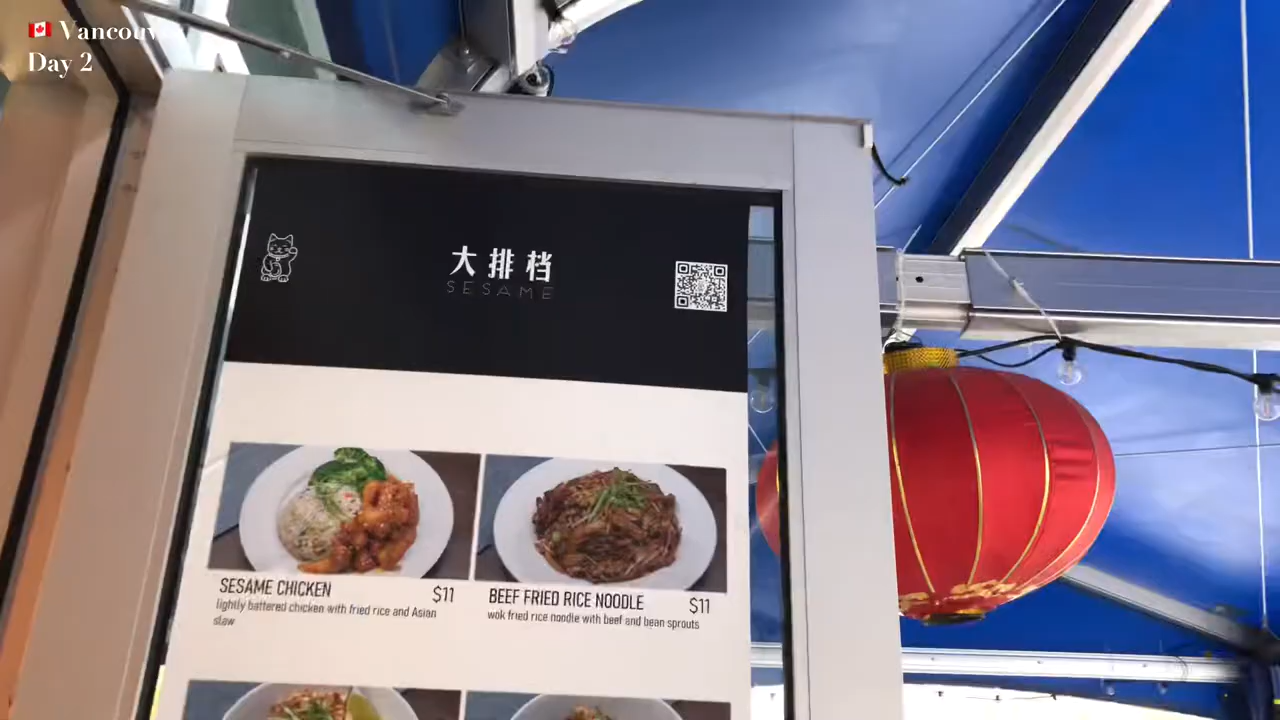 Vancouver
Day 2
大排档
SESAME
SESAME CHICKEN $11
lightly battered chicken with fried rice and Asian
slaw
BEEF FRIED RICE NOODLE $11
wok fried rice noodle with beef and bean sprouts